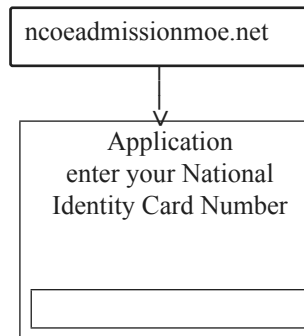 ncoeadmissionmoe.net
Application
enter your National
Identity Card Number